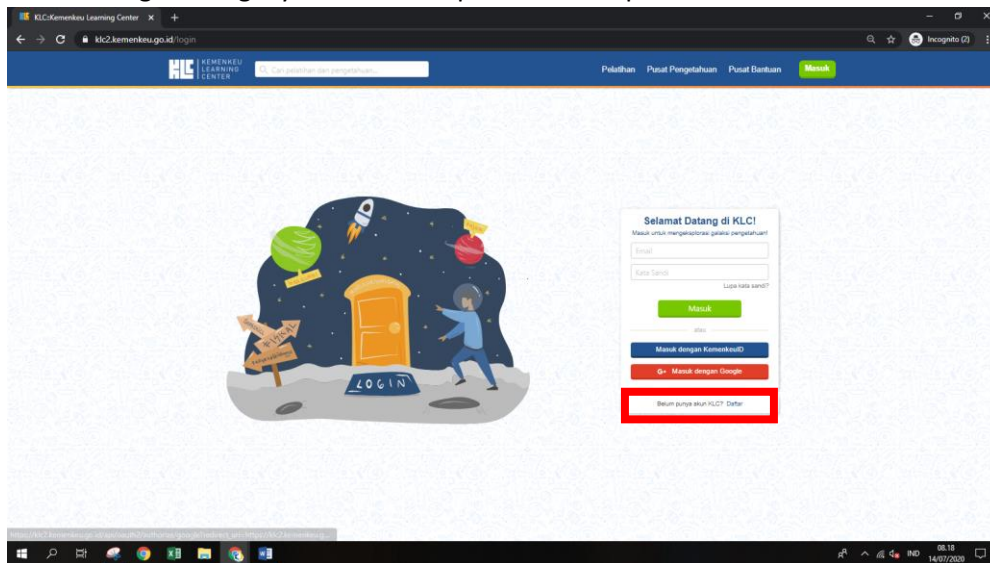 KLC:Kemenkeu Learning Center
klc2.kemenkeu.go.id/login
Incognito (2)
KLC
KEMENKEU
LEARNING
CENTER
Cari pelatihan dan pengetahuan...
Pelatihan Pusat Pengetahuan Pusat Bantuan Masuk
Selamat Datang di KLC!
Masuk untuk mengeksplorasi galaksi pengetahuan!
Email
Kata Sandi
Lupa kata sandi?
Masuk
atau
Masuk dengan KemenkeuID
G+ Masuk dengan Google
Belum punya akun KLC? Daftar
LOGIN
IND
08.18
14/07/2020